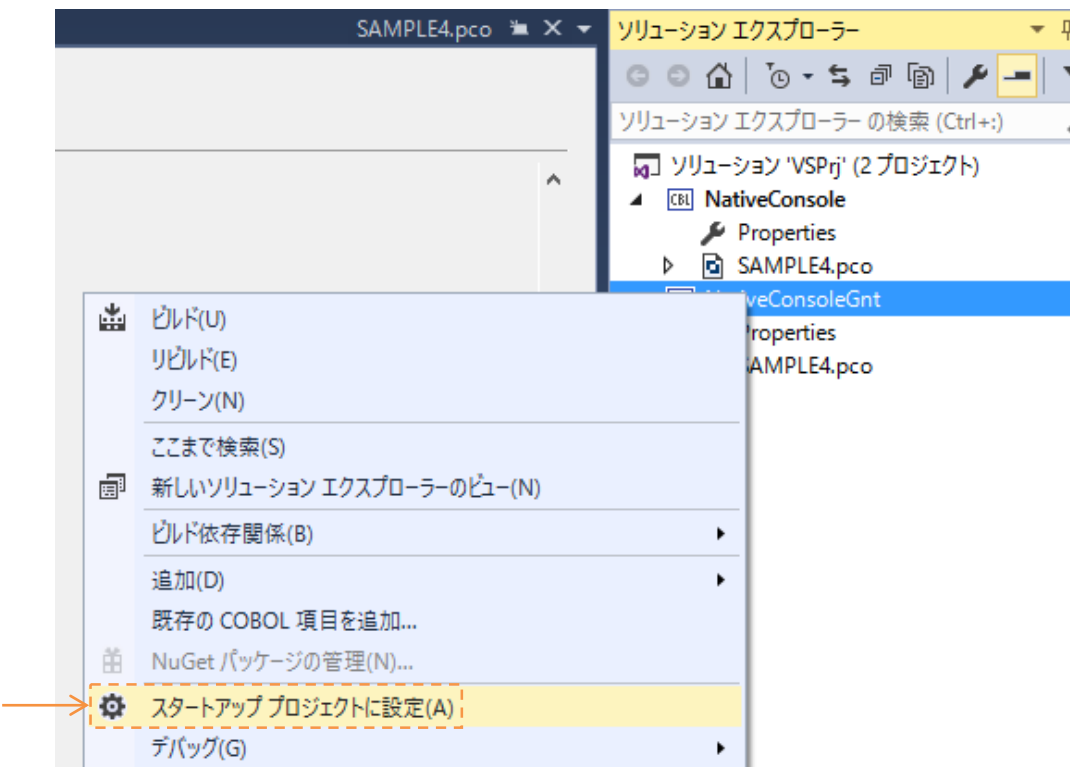 SAMPLE4.pco
ソリューション エクスプローラー
ソリューション エクスプローラー の検索 (Ctrl+:)
ソリューション 'VSPrj' (2 プロジェクト)
CBL NativeConsole
Properties
SAMPLE4.pco
veConsoleGnt
roperties
AMPLE4.pco
ビルド(U)
リビルド(E)
クリーン(N)
ここまで検索(S)
新しいソリューション エクスプローラーのビュー(N)
ビルド依存関係(B)
追加(D)
既存の COBOL 項目を追加...
NuGet パッケージの管理(N)...
スタートアップ プロジェクトに設定(A)
デバッグ(G)